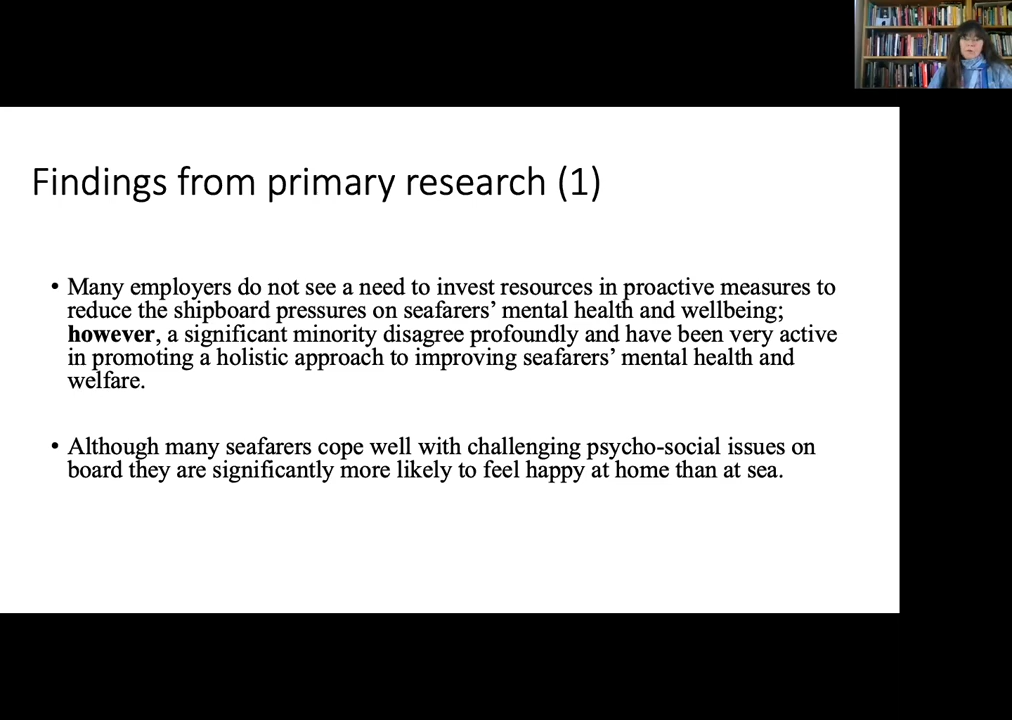 Findings from primary research (1)
• Many employers do not see a need to invest resources in proactive measures to
reduce the shipboard pressures on seafarers’ mental health and wellbeing;
however, a significant minority disagree profoundly and have been very active
in promoting a holistic approach to improving seafarers’ mental health and
welfare.
• Although many seafarers cope well with challenging psycho-social issues on
board they are significantly more likely to feel happy at home than at sea.